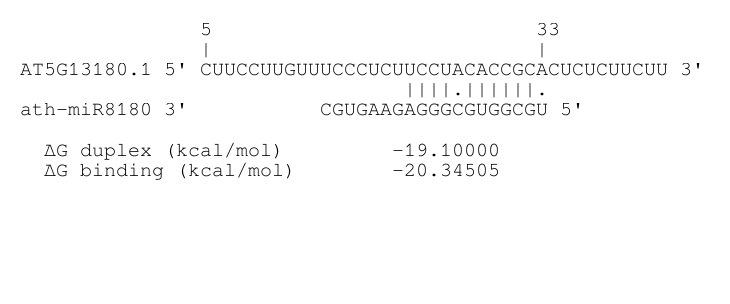 5 33
| |
AT5G13180.1 5' CUUCCUUGUUUCCCUCUUCCUACACCGCACUCUCUUCUU 3'
||||.||||||.
ath-miR8180 3' CGUGAAGAGGGCGUGGCGU 5'
ΔG duplex (kcal/mol) -19.10000
ΔG binding (kcal/mol) -20.34505